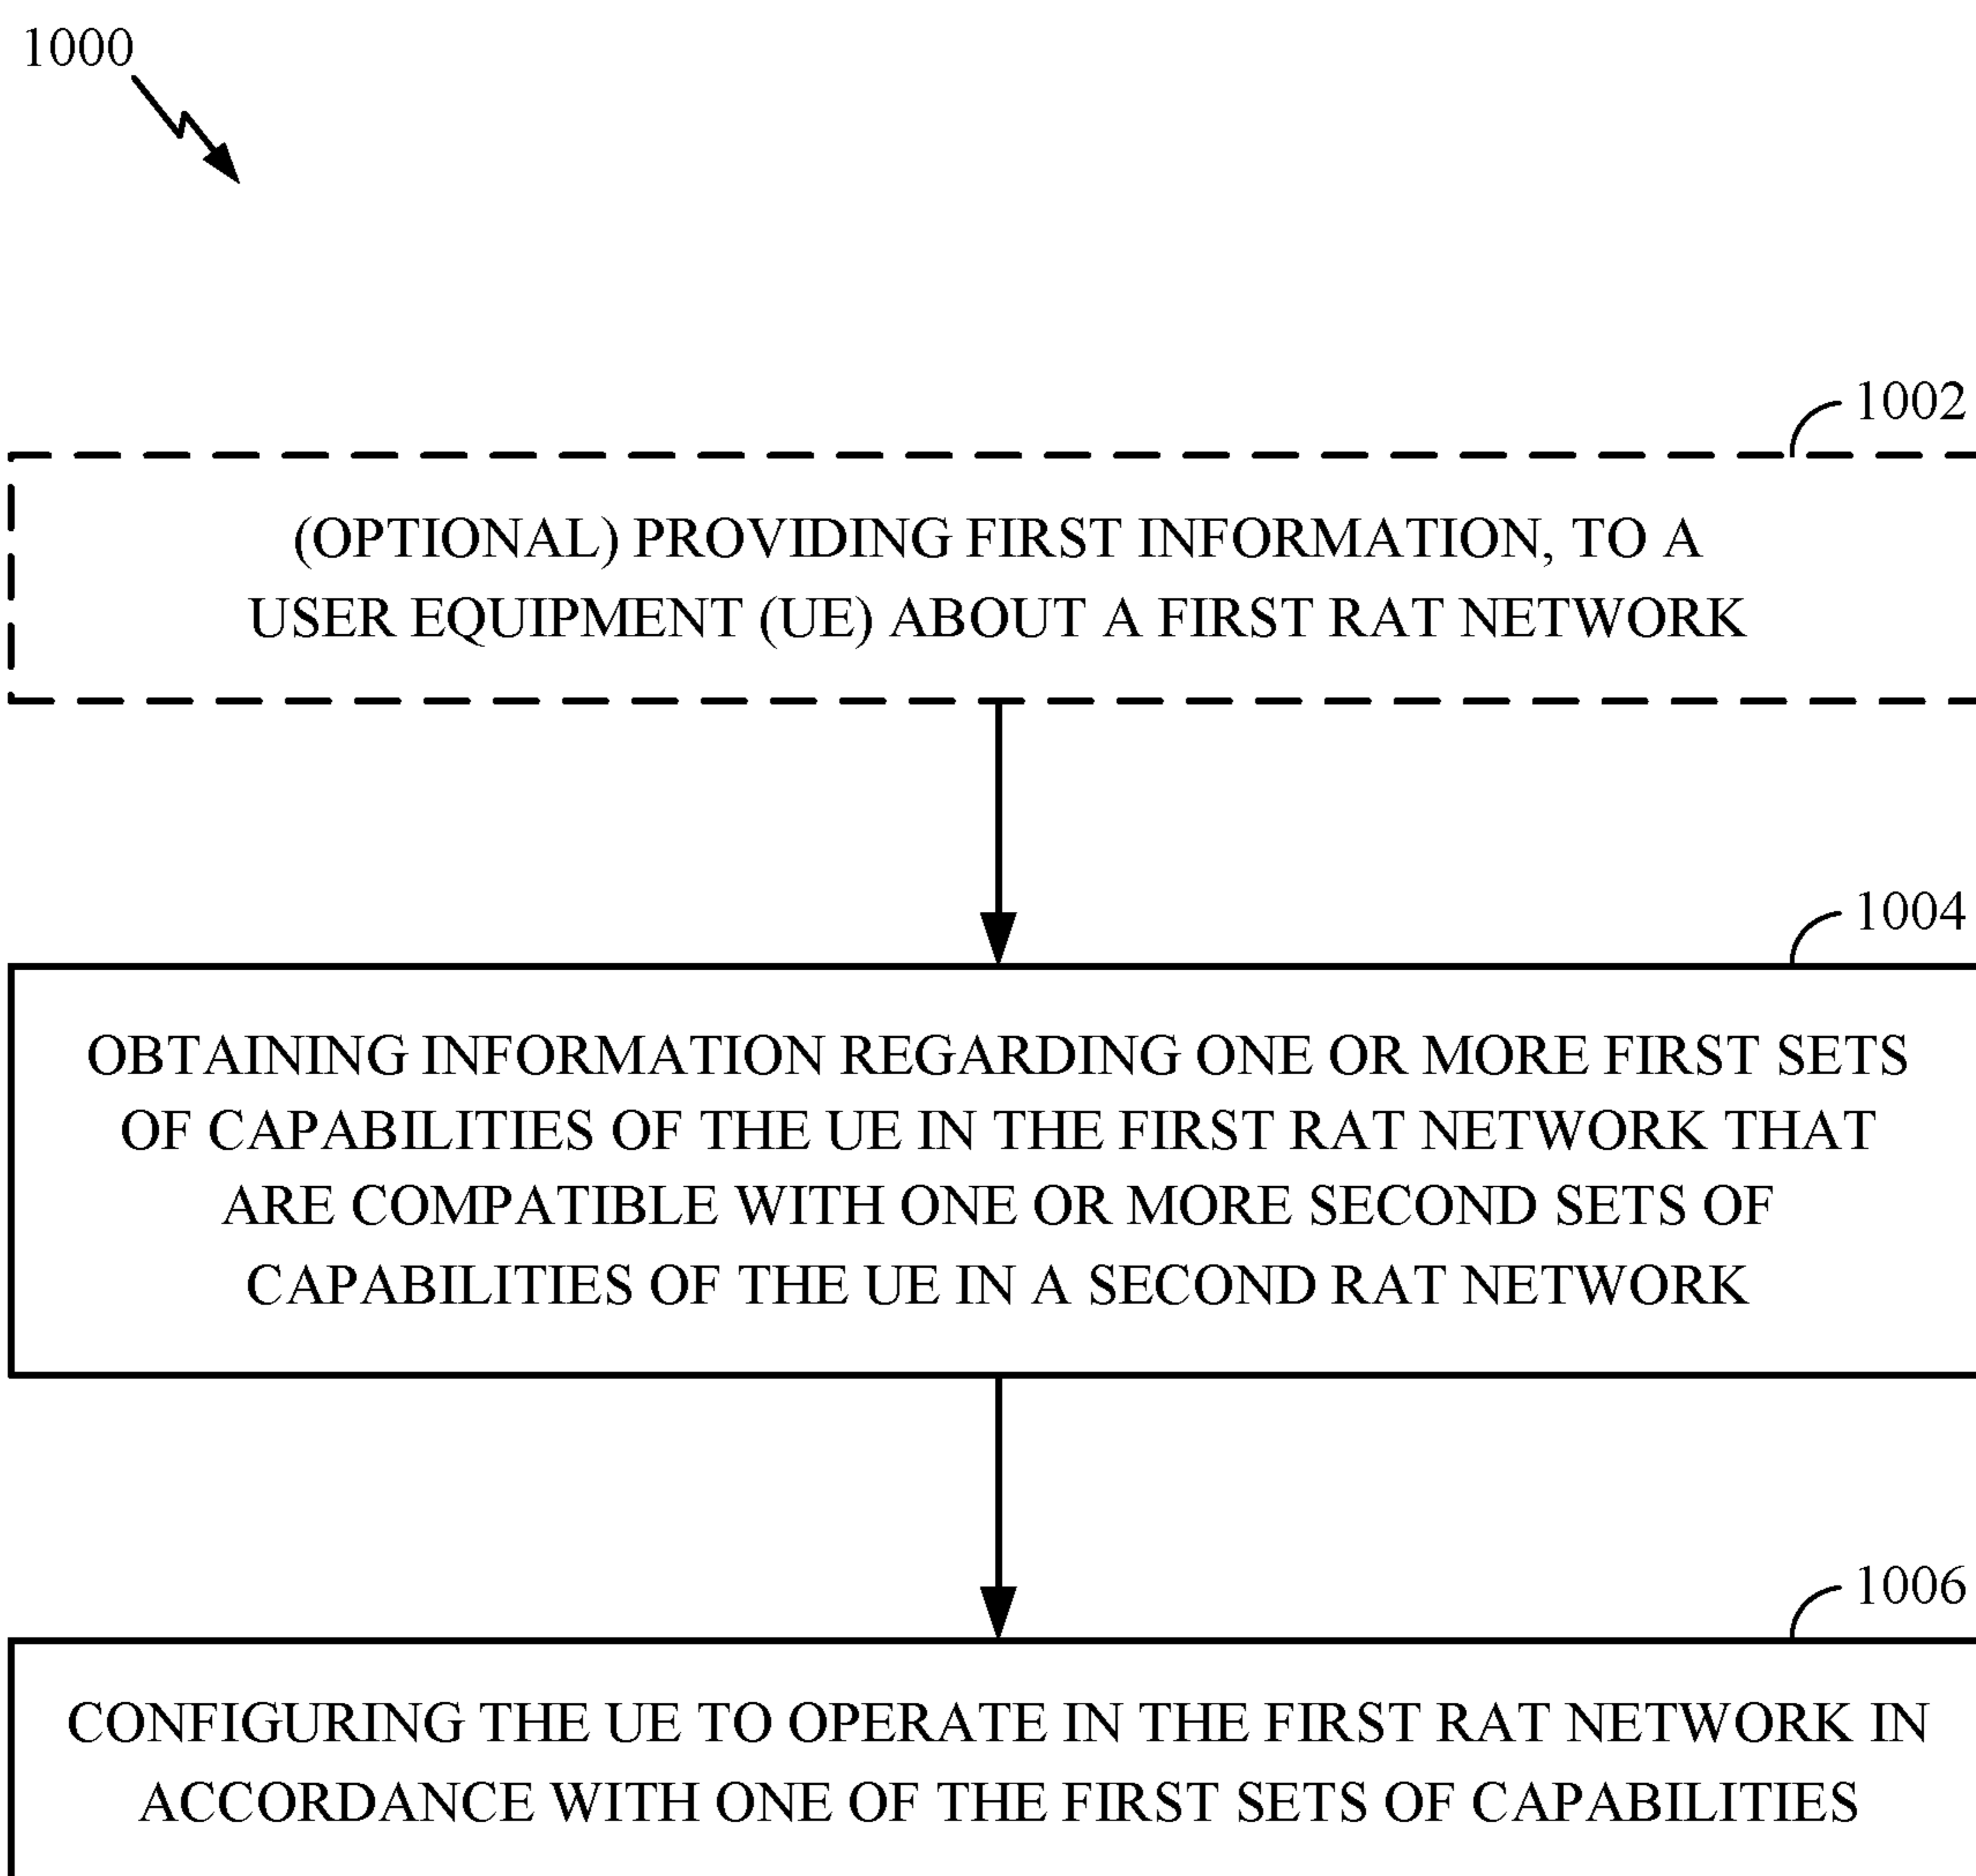 1000
1002
(OPTIONAL) PROVIDING FIRST INFORMATION, TO A
USER EQUIPMENT (UE) ABOUT A FIRST RAT NETWORK
1004
OBTAINING INFORMATION REGARDING ONE OR MORE FIRST SETS
OF CAPABILITIES OF THE UE IN THE FIRST RAT NETWORK THAT
ARE COMPATIBLE WITH ONE OR MORE SECOND SETS OF
CAPABILITIES OF THE UE IN A SECOND RAT NETWORK
1006
CONFIGURING THE UE TO OPERATE IN THE FIRST RAT NETWORK IN
ACCORDANCE WITH ONE OF THE FIRST SETS OF CAPABILITIES